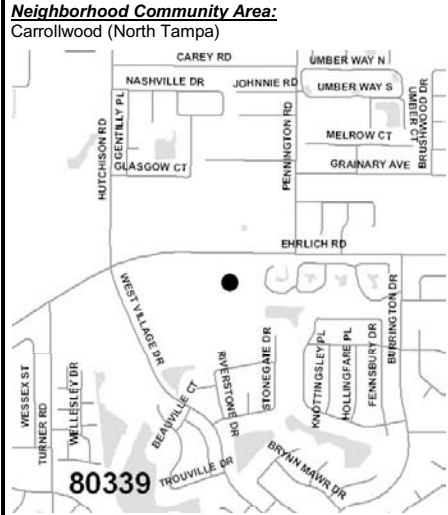 Neighborhood Community Area:
Carrollwood (North Tampa)
CAREY RD
UMBER WAY N
NASHVILLE DR
JOHNNIE RD
UMBER WAY S
GENTILLY PL
UMBER CT
BRUSHWOOD DR
HUTCHISON RD
PENNINGTON RD
MELROW CT
GLASGOW CT
GRAINARY AVE
EHRLICH RD
WEST VILLAGE DR
BURRINGTON DR
WESSEX ST
TURNER RD
WELLESLEY DR
BEAUVILLE CT
RIVERSTONE DR
STONEGATE DR
KNOTTINGSLEY PL
HOLLINGFARE PL
FENNSBURY DR
TROUVILLE DR
BRYNN MAWR DR
80339